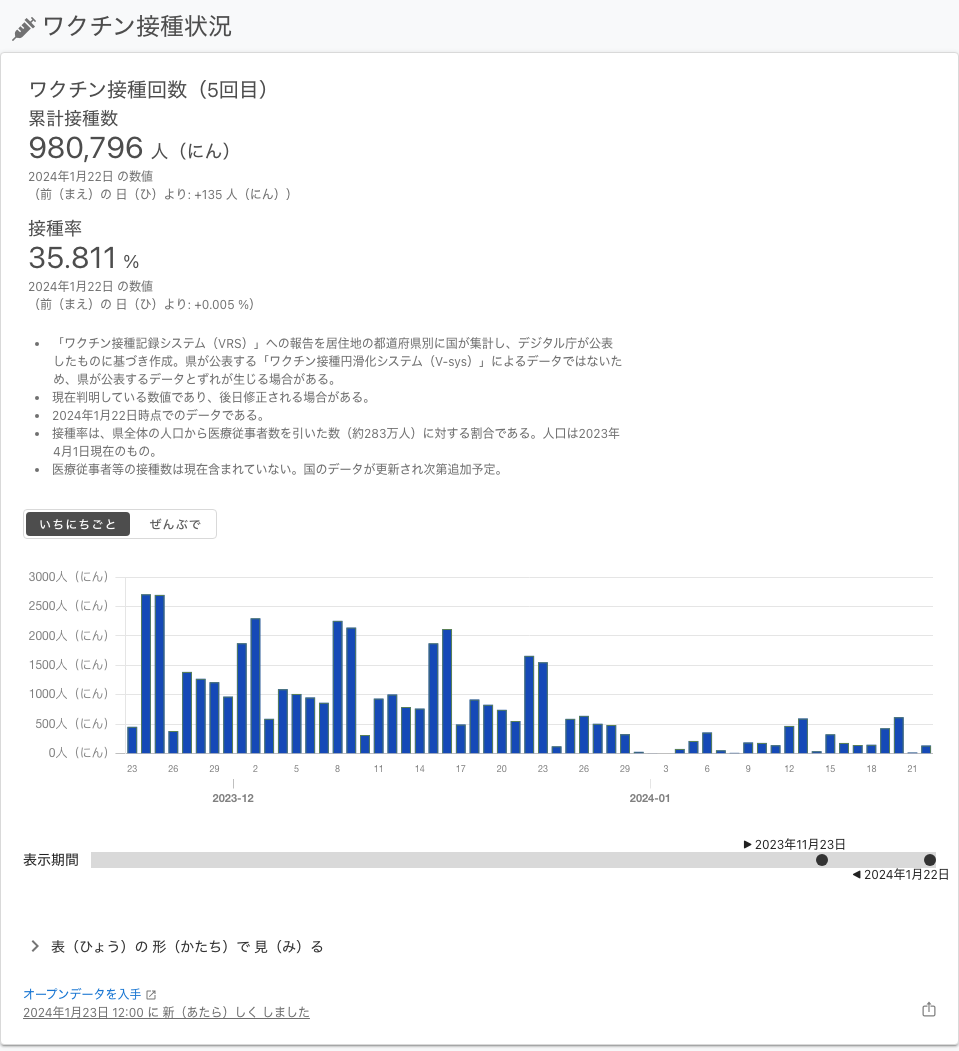 ワクチン接種状況
ワクチン接種回数（5回目）
累計接種数
980,796 人（にん）
2024年1月22日 の数値
（前（まえ）の 日（ひ）より: +135 人（にん））
接種率
35.811 %
2024年1月22日 の数値
（前（まえ）の 日（ひ）より: +0.005 %）
• 「ワクチン接種記録システム（VRS）」への報告を居住地の都道府県別に国が集計し、デジタル庁が公表
したものに基づき作成。県が公表する「ワクチン接種円滑化システム（V-sys）」によるデータではないた
め、県が公表するデータとずれが生じる場合がある。
• 現在判明している数値であり、後日修正される場合がある。
• 2024年1月22日時点でのデータである。
• 接種率は、県全体の人口から医療従事者数を引いた数（約283万人）に対する割合である。人口は2023年
4月1日現在のもの。
• 医療従事者等の接種数は現在含まれていない。国のデータが更新され次第追加予定。
いちにちごと ぜんぶで
3000人（にん）
2500人（にん）
2000人（にん）
1500人（にん）
1000人（にん）
500人（にん）
0人（にん）
23 26 29 2 5 8 11 14 17 20 23 26 29 3 6 9 12 15 18 21
2023-12 2024-01
▶ 2023年11月23日
表示期間
◀ 2024年1月22日
表（ひょう）の 形（かたち）で 見（み）る
オープンデータを入手
2024年1月23日 12:00 に 新（あたら）しく しました